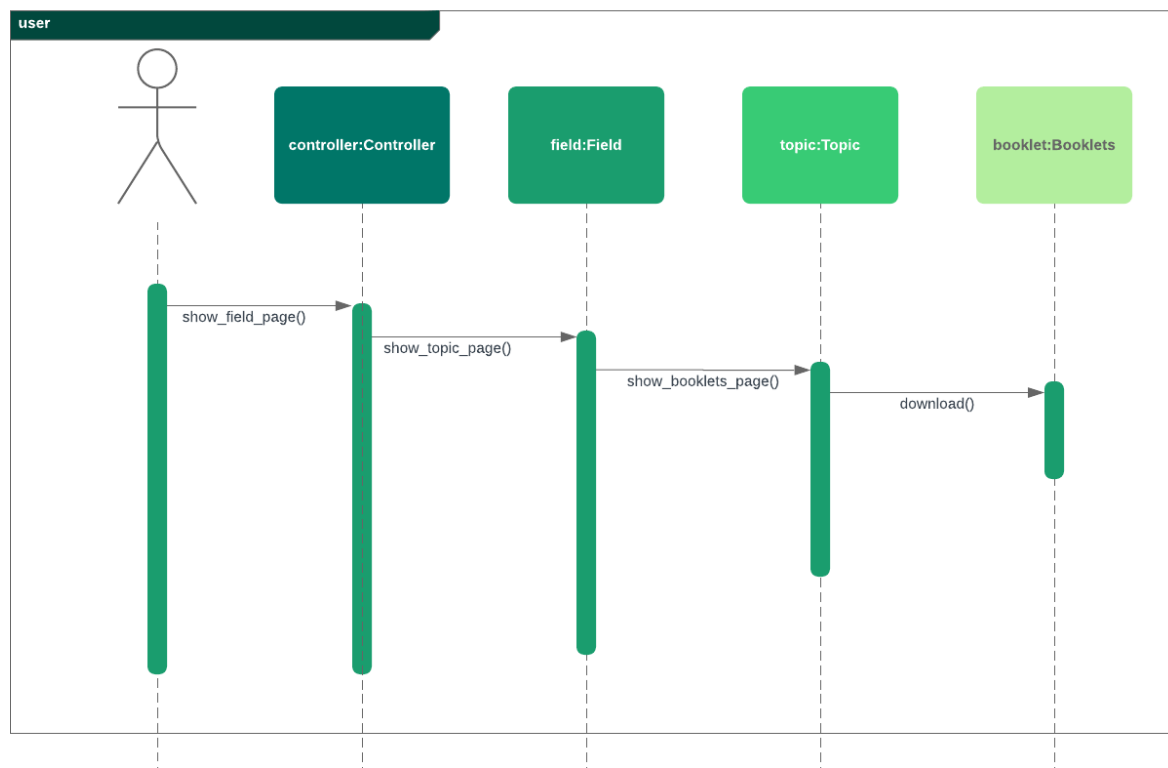 user
controller:Controller
field:Field
topic:Topic
booklet:Booklets
show_field_page()
show_topic_page()
show_booklets_page()
download()